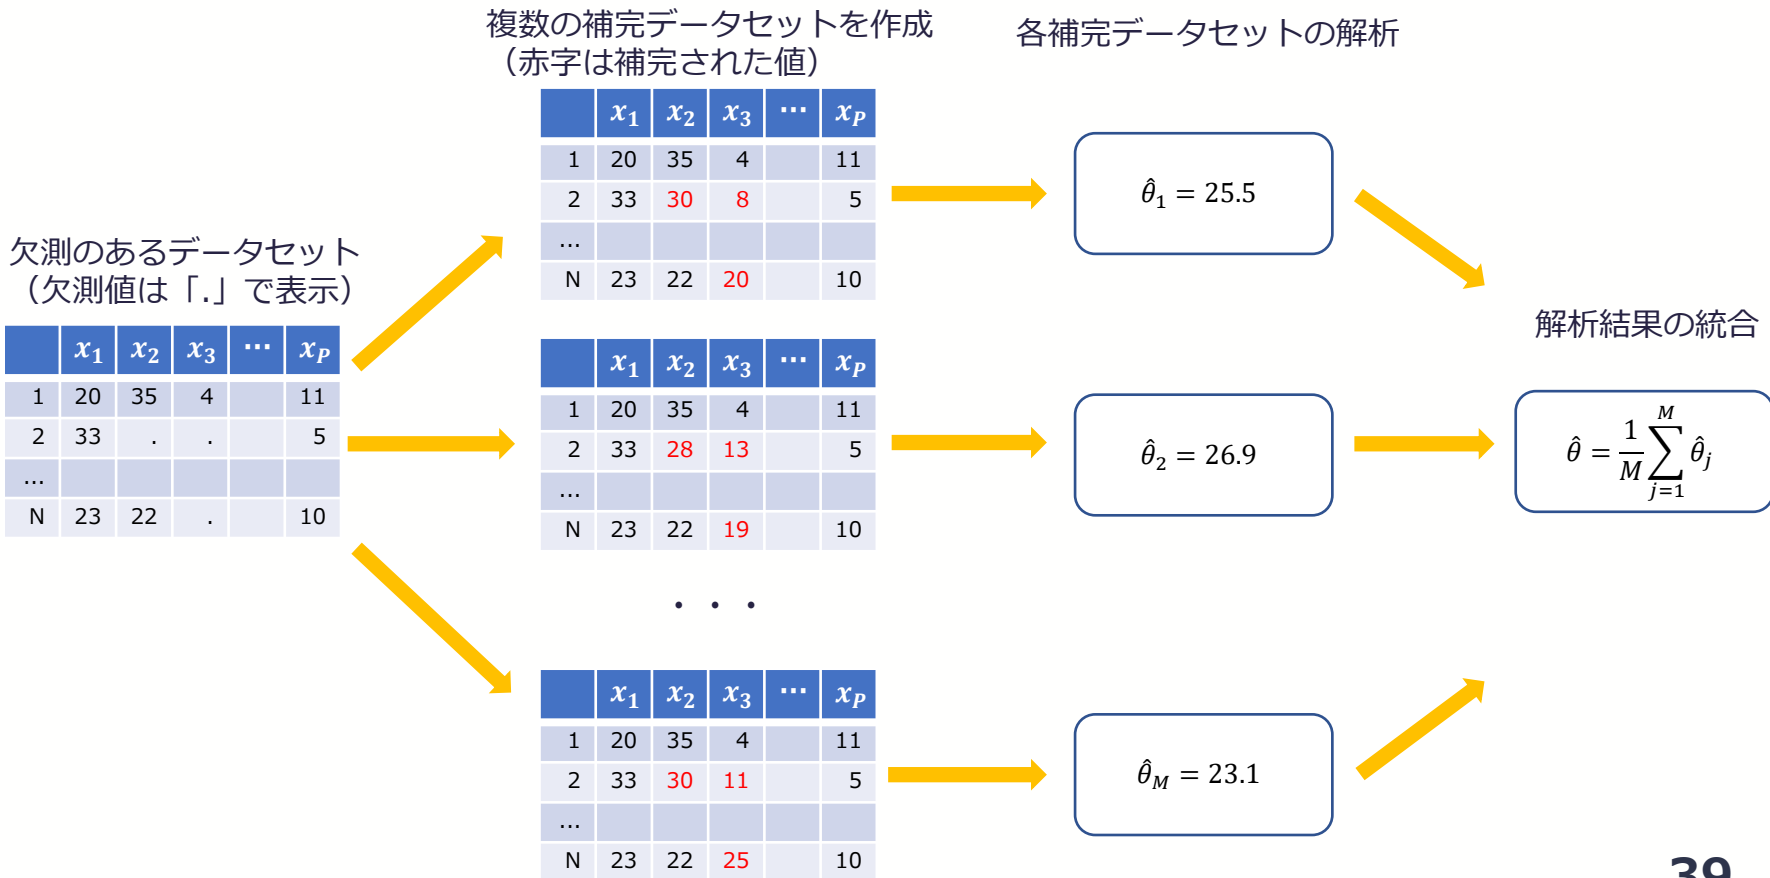 複数の補完データセットを作成
（赤字は補完された値）
各補完データセットの解析
x₁ x₂ x₃ ⋯ x_P
1 20 35 4 11
2 33 30 8 5
...
N 23 22 20 10
θ̂₁ = 25.5
欠測のあるデータセット
（欠測値は「.」で表示）
x₁ x₂ x₃ ⋯ x_P
1 20 35 4 11
2 33 . . 5
...
N 23 22 . 10
x₁ x₂ x₃ ⋯ x_P
1 20 35 4 11
2 33 28 13 5
...
N 23 22 19 10
θ̂₂ = 26.9
解析結果の統合
θ̂ = 1/M ∑_{j=1}^{M} θ̂_j
・・・
x₁ x₂ x₃ ⋯ x_P
1 20 35 4 11
2 33 30 11 5
...
N 23 22 25 10
θ̂_M = 23.1
39